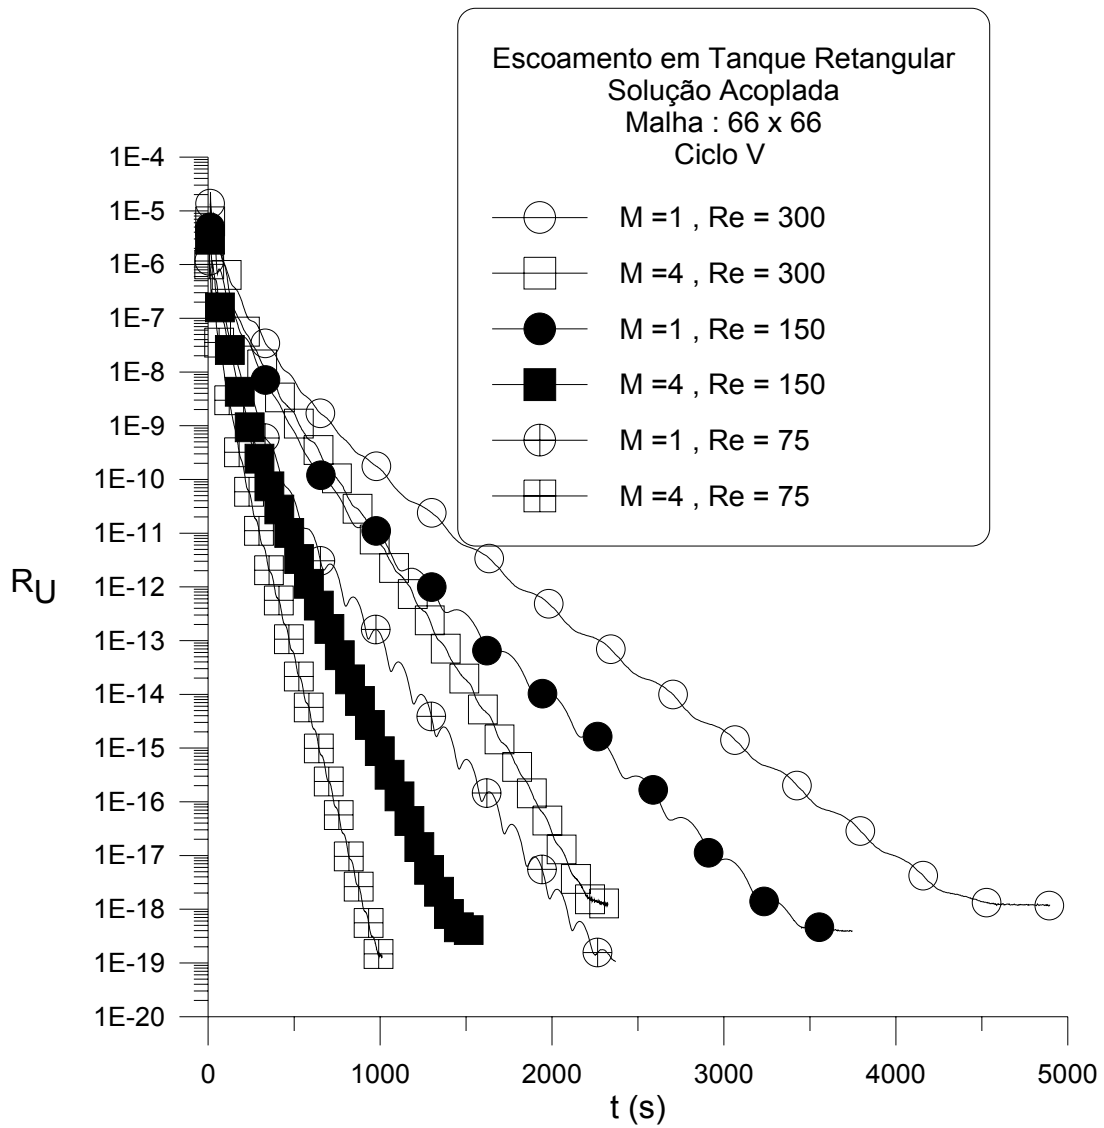 Escoamento em Tanque Retangular
Solução Acoplada
Malha : 66 x 66
Ciclo V
M =1 , Re = 300
M =4 , Re = 300
M =1 , Re = 150
M =4 , Re = 150
M =1 , Re = 75
M =4 , Re = 75
1E-4
1E-5
1E-6
1E-7
1E-8
1E-9
1E-10
1E-11
1E-12
1E-13
1E-14
1E-15
1E-16
1E-17
1E-18
1E-19
1E-20
RU
0 1000 2000 3000 4000 5000
t (s)